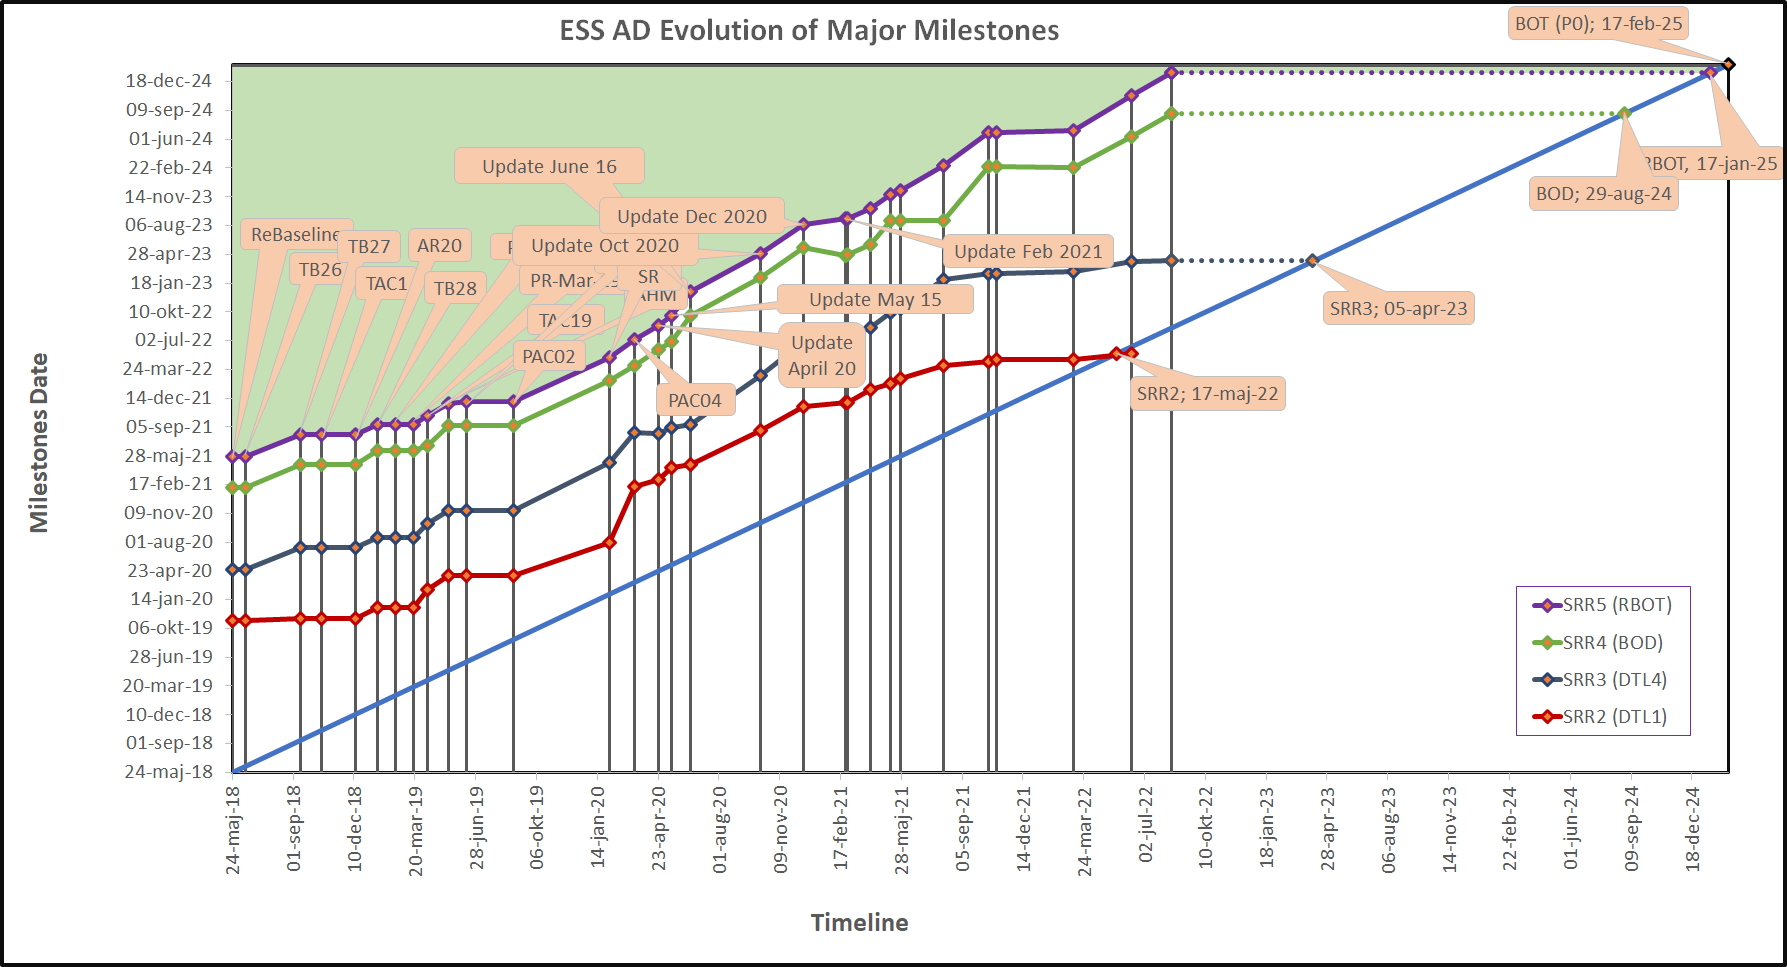 ESS AD Evolution of Major Milestones
BOT (P0); 17-feb-25
18-dec-24
09-sep-24
01-jun-24
22-feb-24
14-nov-23
06-aug-23
28-apr-23
18-jan-23
10-okt-22
02-jul-22
24-mar-22
14-dec-21
05-sep-21
28-maj-21
17-feb-21
09-nov-20
01-aug-20
23-apr-20
14-jan-20
06-okt-19
28-jun-19
20-mar-19
10-dec-18
01-sep-18
24-maj-18
Milestones Date
ReBaseline
TB26
TB27
TAC1
AR20
TB28
Update June 16
Update Dec 2020
Update Oct 2020
PR-Mar-
SR
AHM
TAC19
PAC02
Update Feb 2021
Update May 15
Update
April 20
PAC04
RBOT, 17-jan-25
BOD; 29-aug-24
SRR3; 05-apr-23
SRR2; 17-maj-22
SRR5 (RBOT)
SRR4 (BOD)
SRR3 (DTL4)
SRR2 (DTL1)
24-maj-18
01-sep-18
10-dec-18
20-mar-19
28-jun-19
06-okt-19
14-jan-20
23-apr-20
01-aug-20
09-nov-20
17-feb-21
28-maj-21
05-sep-21
14-dec-21
24-mar-22
02-jul-22
10-okt-22
18-jan-23
28-apr-23
06-aug-23
14-nov-23
22-feb-24
01-jun-24
09-sep-24
18-dec-24
Timeline